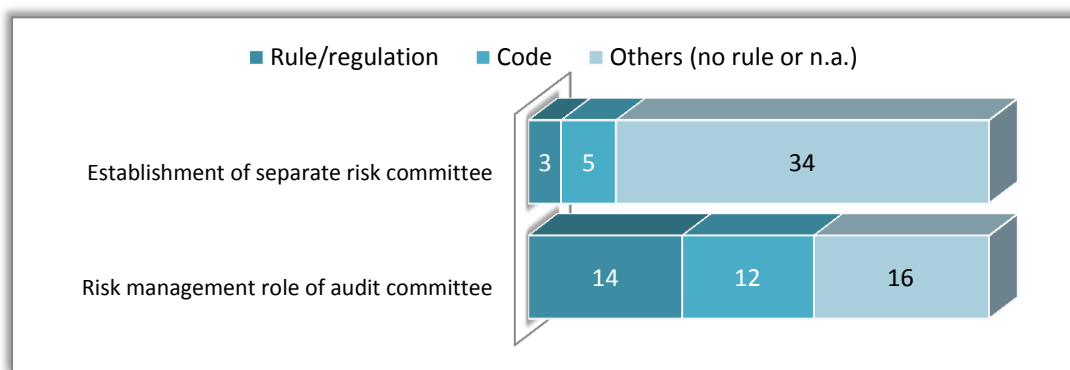 Rule/regulation Code Others (no rule or n.a.)
Establishment of separate risk committee 3 5 34
Risk management role of audit committee 14 12 16